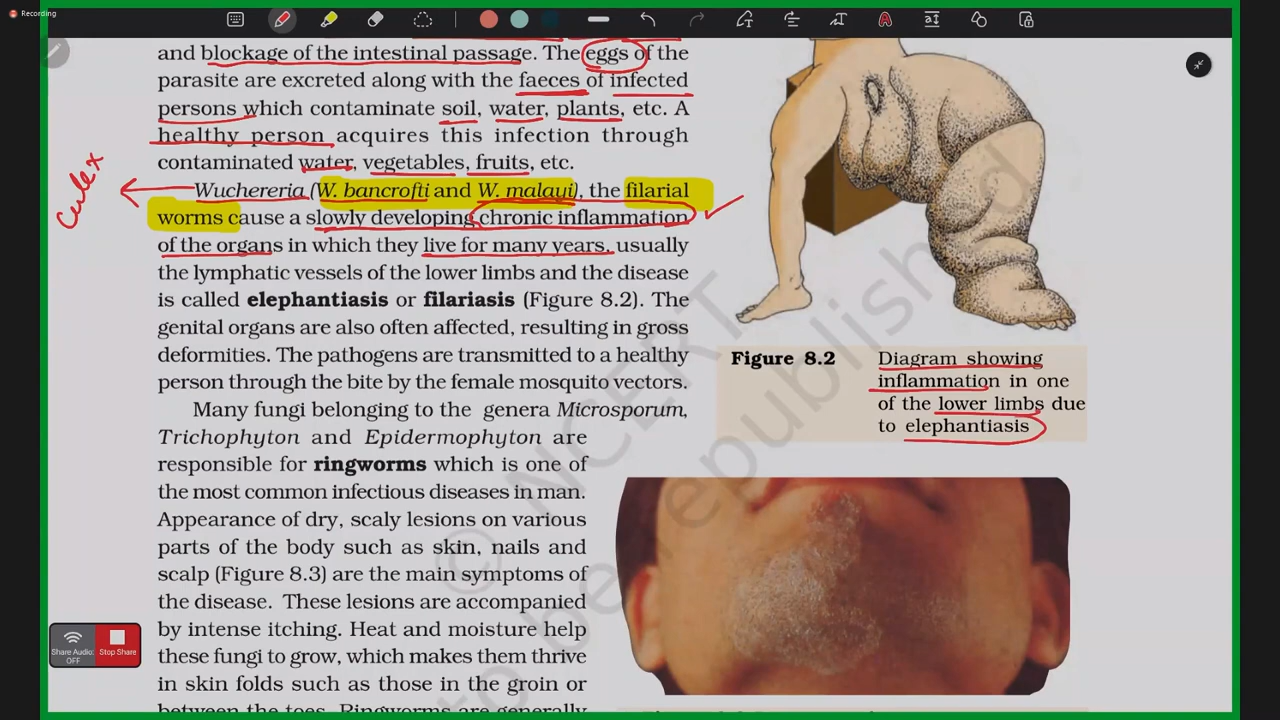 Recording
and blockage of the intestinal passage. The eggs of the
parasite are excreted along with the faeces of infected
persons which contaminate soil, water, plants, etc. A
healthy person acquires this infection through
contaminated water, vegetables, fruits, etc.
Culex
Wuchereria (W. bancrofti and W. malayi), the filarial
worms cause a slowly developing chronic inflammation
of the organs in which they live for many years, usually
the lymphatic vessels of the lower limbs and the disease
is called elephantiasis or filariasis (Figure 8.2). The
genital organs are also often affected, resulting in gross
deformities. The pathogens are transmitted to a healthy
person through the bite by the female mosquito vectors.
Many fungi belonging to the genera Microsporum,
Trichophyton and Epidermophyton are
responsible for ringworms which is one of
the most common infectious diseases in man.
Appearance of dry, scaly lesions on various
parts of the body such as skin, nails and
scalp (Figure 8.3) are the main symptoms of
the disease. These lesions are accompanied
by intense itching. Heat and moisture help
these fungi to grow, which makes them thrive
in skin folds such as those in the groin or
between the toes. Ringworms are generally
Figure 8.2 Diagram showing
inflammation in one
of the lower limbs due
to elephantiasis
© NCERT
to be republished
Share Audio: OFF
Stop Share